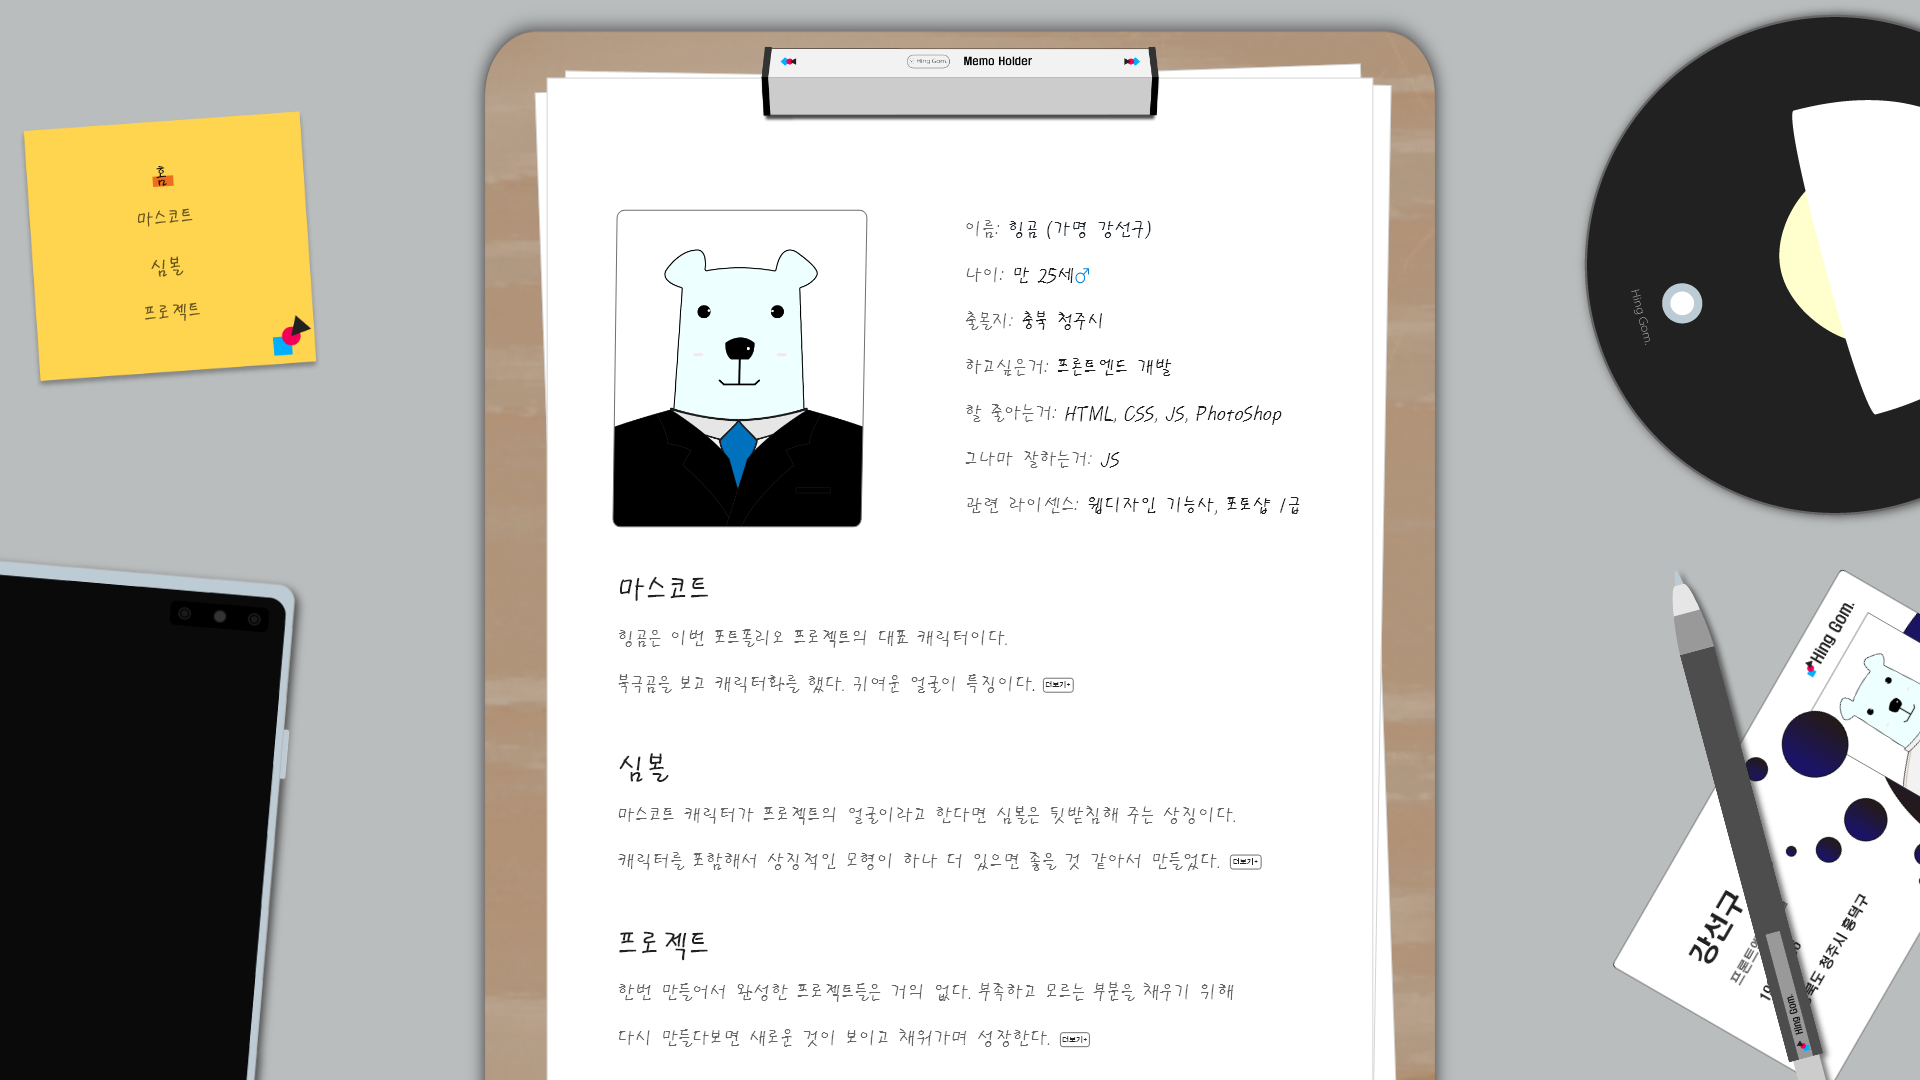 Hing Gom.
Memo Holder
홈
마스코트
심볼
프로젝트
이름: 힝곰 (가명 강선구)
나이: 만 25세♂
출몰지: 충북 청주시
하고싶은거: 프론트엔드 개발
할 줄아는거: HTML, CSS, JS, PhotoShop
그나마 잘하는거: JS
관련 라이센스: 웹디자인 기능사, 포토샵 1급
마스코트
힝곰은 이번 포트폴리오 프로젝트의 대표 캐릭터이다.
북극곰을 보고 캐릭터화를 했다. 귀여운 얼굴이 특징이다. 더보기+
심볼
마스코트 캐릭터가 프로젝트의 얼굴이라고 한다면 심볼은 뒷받침해 주는 상징이다.
캐릭터를 포함해서 상징적인 모형이 하나 더 있으면 좋을 것 같아서 만들었다. 더보기+
프로젝트
한번 만들어서 완성한 프로젝트들은 거의 없다. 부족하고 모르는 부분을 채우기 위해
다시 만들다보면 새로운 것이 보이고 채워가며 성장한다. 더보기+
Hing Gom.
Hing Gom.
강선구
청주시 흥덕구
Hing Gom.